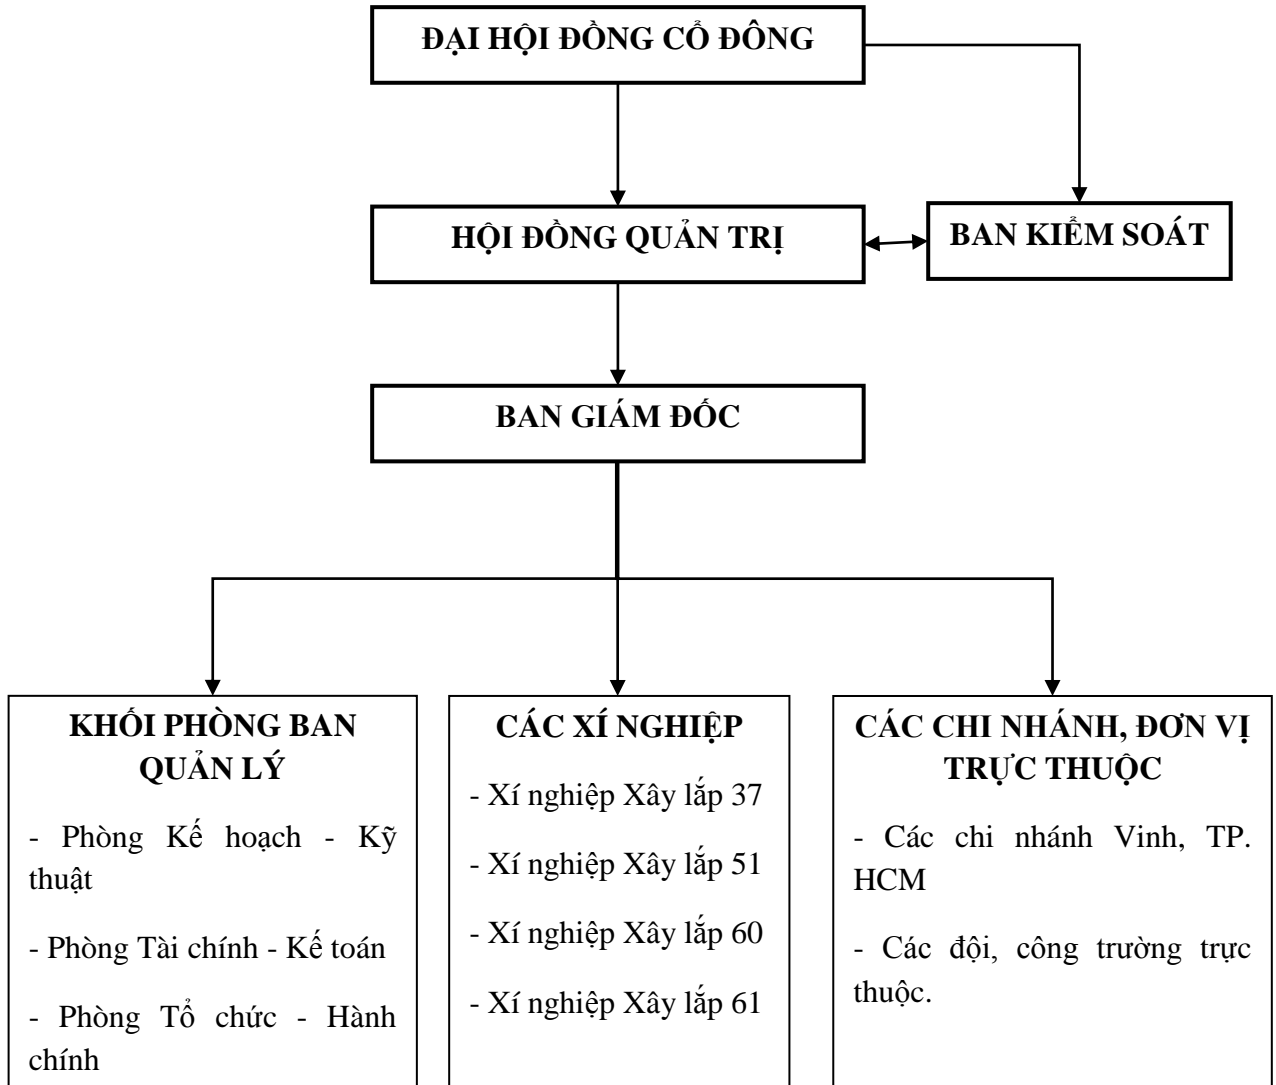 ĐẠI HỘI ĐỒNG CỔ ĐÔNG
HỘI ĐỒNG QUẢN TRỊ
BAN KIỂM SOÁT
BAN GIÁM ĐỐC
KHỐI PHÒNG BAN
QUẢN LÝ
- Phòng Kế hoạch - Kỹ
thuật
- Phòng Tài chính - Kế toán
- Phòng Tổ chức - Hành
chính
CÁC XÍ NGHIỆP
- Xí nghiệp Xây lắp 37
- Xí nghiệp Xây lắp 51
- Xí nghiệp Xây lắp 60
- Xí nghiệp Xây lắp 61
CÁC CHI NHÁNH, ĐƠN VỊ
TRỰC THUỘC
- Các chi nhánh Vinh, TP.
HCM
- Các đội, công trường trực
thuộc.